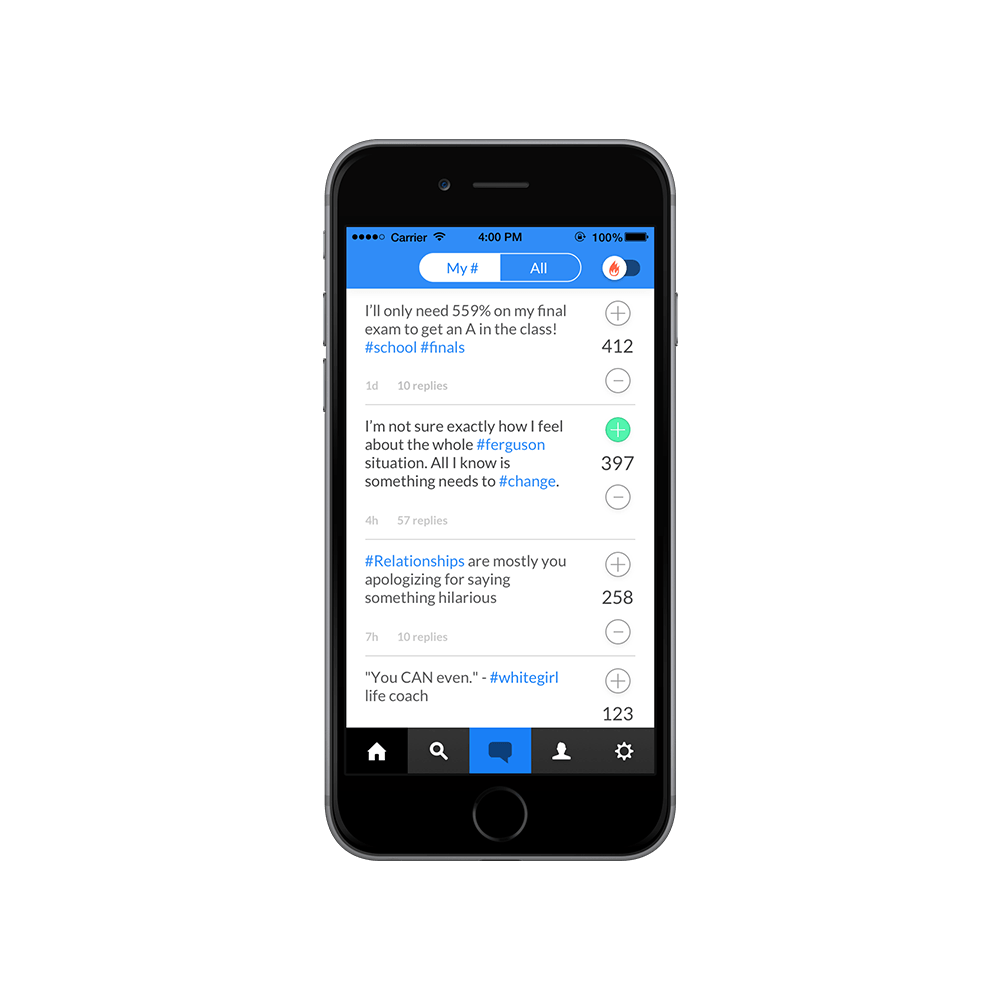 Carrier 4:00 PM 100%
My # All
I’ll only need 559% on my final
exam to get an A in the class!
#school #finals
412
1d 10 replies
I’m not sure exactly how I feel
about the whole #ferguson
situation. All I know is
something needs to #change.
397
4h 57 replies
#Relationships are mostly you
apologizing for saying
something hilarious
258
7h 10 replies
"You CAN even." - #whitegirl
life coach
123